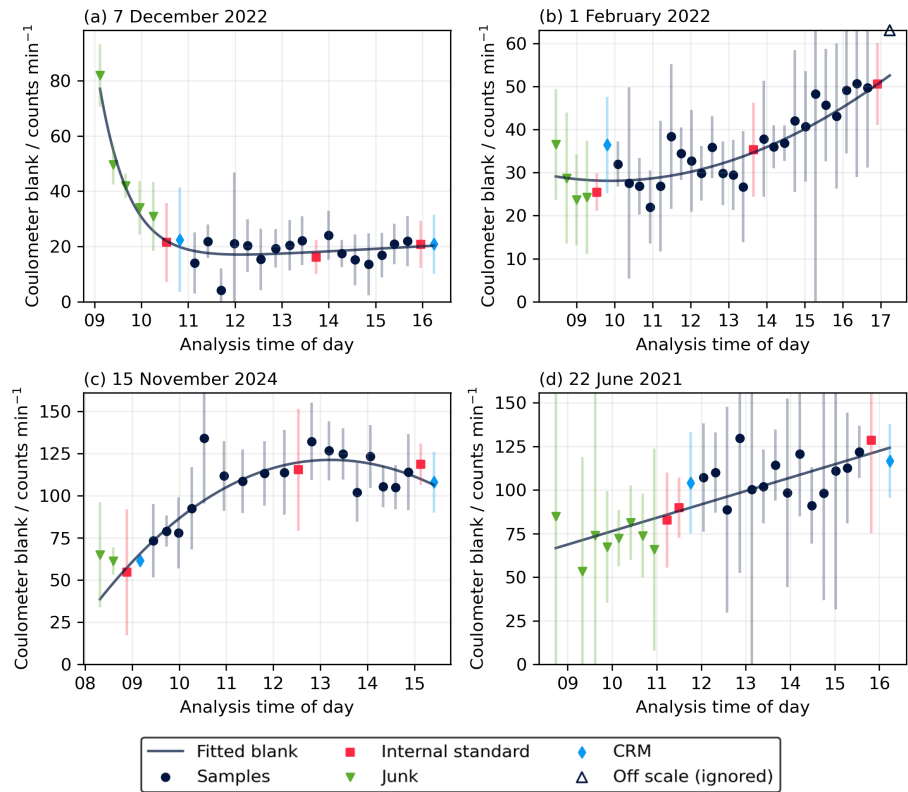 (a) 7 December 2022
Coulometer blank / counts min⁻¹
80
60
40
20
0
09 10 11 12 13 14 15 16
Analysis time of day
(b) 1 February 2022
Coulometer blank / counts min⁻¹
60
50
40
30
20
10
0
09 10 11 12 13 14 15 16 17
Analysis time of day
(c) 15 November 2024
Coulometer blank / counts min⁻¹
150
125
100
75
50
25
0
08 09 10 11 12 13 14 15
Analysis time of day
(d) 22 June 2021
Coulometer blank / counts min⁻¹
150
125
100
75
50
25
0
09 10 11 12 13 14 15 16
Analysis time of day
Fitted blank Internal standard CRM
Samples Junk Off scale (ignored)